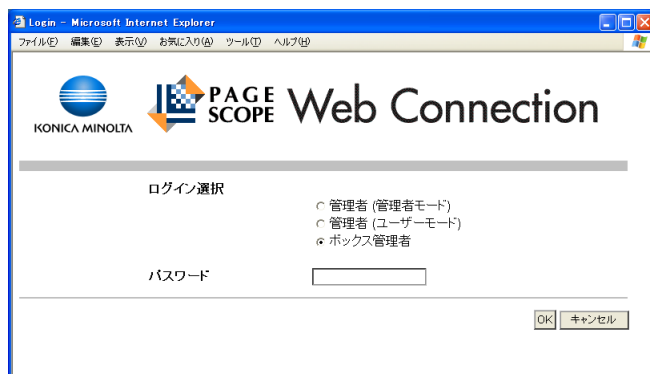 Login - Microsoft Internet Explorer
ファイル(F) 編集(E) 表示(V) お気に入り(A) ツール(T) ヘルプ(H)
KONICA MINOLTA
PAGE SCOPE Web Connection
ログイン選択
管理者 (管理者モード)
管理者 (ユーザーモード)
ボックス管理者
パスワード
OK キャンセル